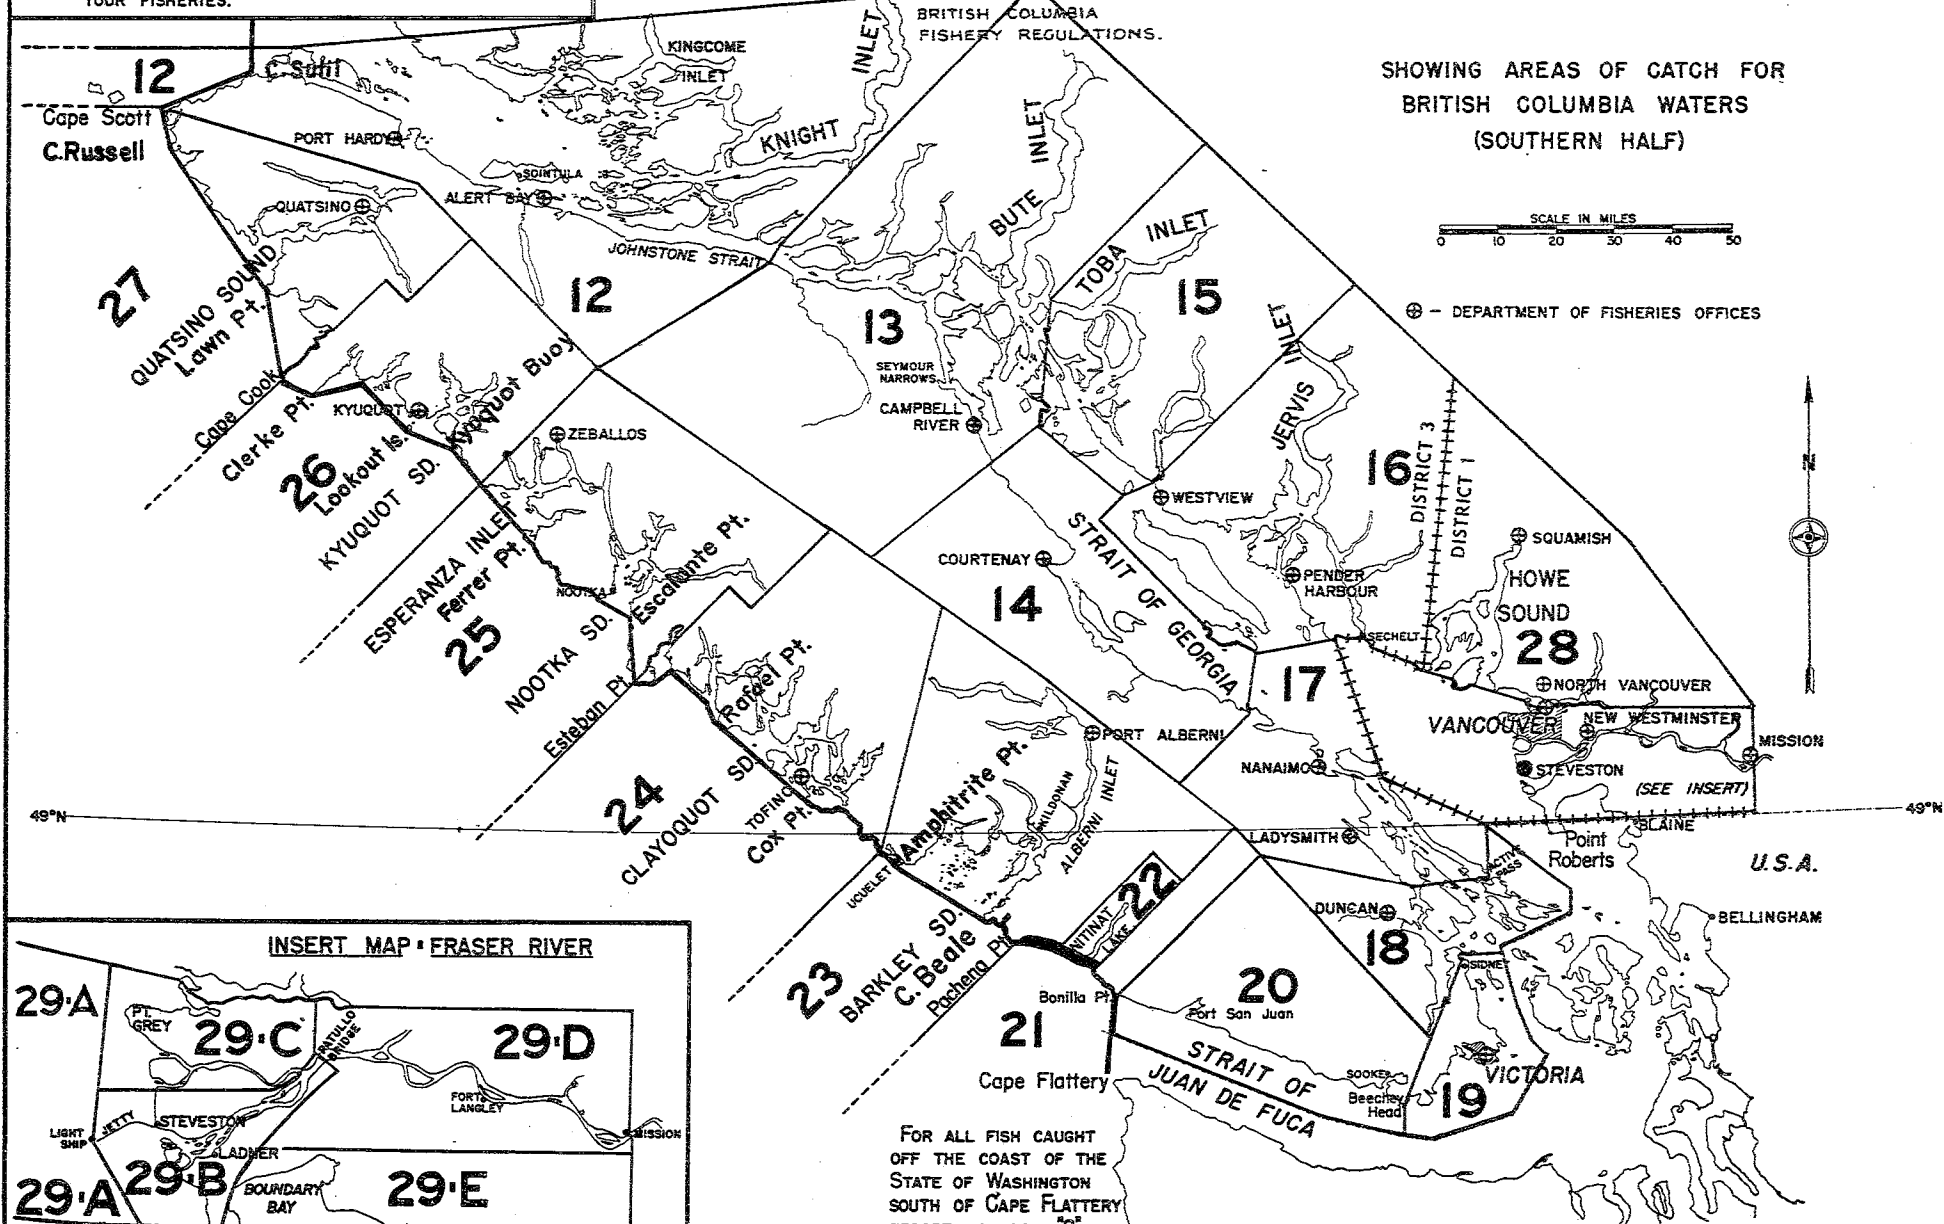 YOUR FISHERIES.
BRITISH COLUMBIA
FISHERY REGULATIONS.
SHOWING AREAS OF CATCH FOR
BRITISH COLUMBIA WATERS
(SOUTHERN HALF)
SCALE IN MILES
0 10 20 30 40 50
⊕ - DEPARTMENT OF FISHERIES OFFICES
N
12
C. Sutil
Cape Scott
C. Russell
KINGCOME
INLET
KNIGHT
INLET
PORT HARDY
SOINTULA
ALERT BAY
QUATSINO
JOHNSTONE STRAIT
12
27
QUATSINO SOUND
Lawn Pt.
Cape Cook
Clerke Pt.
26
Lookout Is.
KYUQUOT
KYUQUOT SD.
Kyuquot Buoy
ZEBALLOS
ESPERANZA INLET
Ferrer Pt.
25
NOOTKA
NOOTKA SD.
Escalante Pt.
Esteban Pt.
Rafael Pt.
24
CLAYOQUOT SD.
TOFINO
Cox Pt.
UCUELET
Amphitrite Pt.
23
BARKLEY SD.
C. Beale
Pachena Pt.
KILDONAN
ALBERNI INLET
PORT ALBERNI
NITINAT
LAKE
22
21
Bonilla Pt.
Cape Flattery
20
Port San Juan
STRAIT OF
JUAN DE FUCA
SOOKE
Beechey
Head
19
VICTORIA
SIDNEY
18
DUNCAN
LADYSMITH
ACTIVE
PASS
NANAIMO
17
14
COURTENAY
STRAIT OF GEORGIA
13
SEYMOUR
NARROWS
CAMPBELL
RIVER
BUTE INLET
TOBA INLET
15
JERVIS INLET
WESTVIEW
16
DISTRICT 3
DISTRICT 1
PENDER
HARBOUR
SECHELT
SQUAMISH
HOWE
SOUND
28
NORTH VANCOUVER
VANCOUVER
NEW WESTMINSTER
MISSION
STEVESTON
(SEE INSERT)
49°N
49°N
BLAINE
Point
Roberts
U.S.A.
BELLINGHAM
INSERT MAP • FRASER RIVER
29·A
PT.
GREY
29·C
PATULLO
BRIDGE
29·D
FORT
LANGLEY
MISSION
LIGHT
SHIP
JETTY
STEVESTON
LADNER
29·A
29·B
BOUNDARY
BAY
29·E
FOR ALL FISH CAUGHT
OFF THE COAST OF THE
STATE OF WASHINGTON
SOUTH OF CAPE FLATTERY